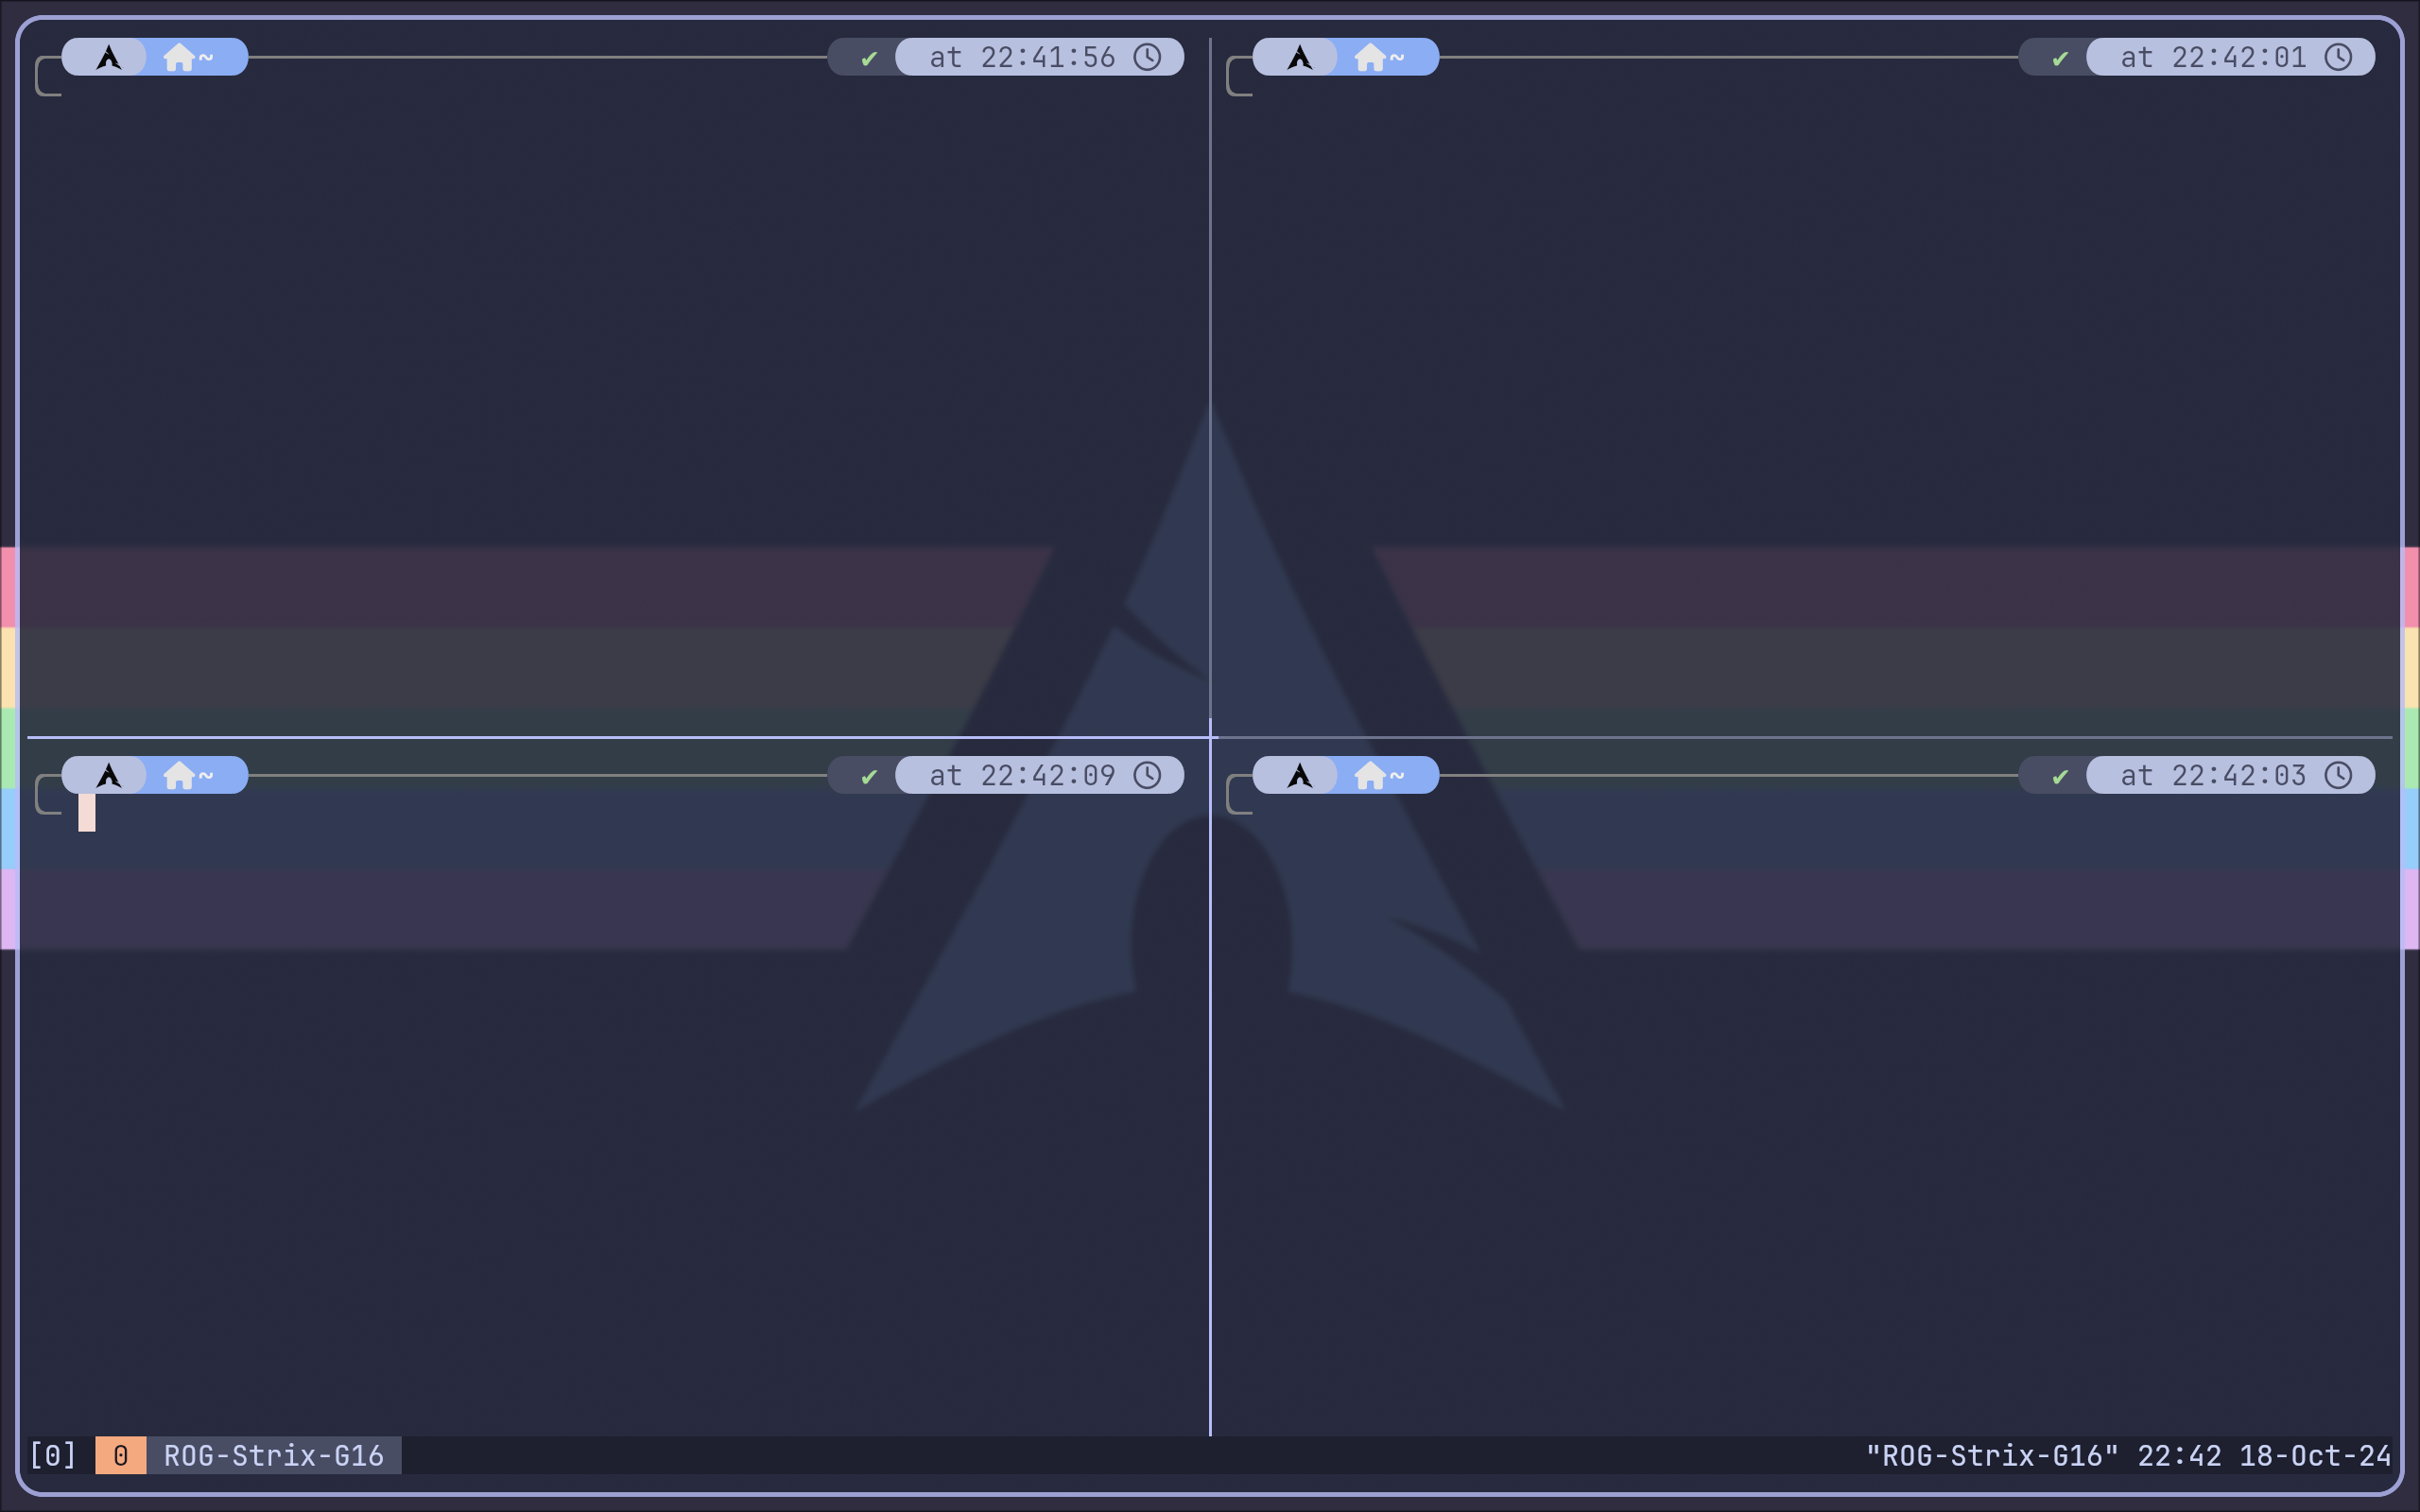 ~ ✔ at 22:41:56
~ ✔ at 22:42:01
~ ✔ at 22:42:09
~ ✔ at 22:42:03
[0] 0 ROG-Strix-G16 "ROG-Strix-G16" 22:42 18-Oct-24